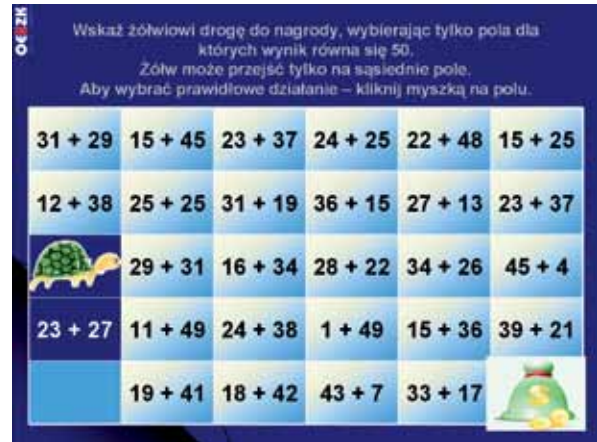 OEIIZK
Wskaż żółwiowi drogę do nagrody, wybierając tylko pola dla
których wynik równa się 50.
Żółw może przejść tylko na sąsiednie pole.
Aby wybrać prawidłowe działanie – kliknij myszką na polu.
31 + 29 15 + 45 23 + 37 24 + 25 22 + 48 15 + 25
12 + 38 25 + 25 31 + 19 36 + 15 27 + 13 23 + 37
29 + 31 16 + 34 28 + 22 34 + 26 45 + 4
23 + 27 11 + 49 24 + 38 1 + 49 15 + 36 39 + 21
19 + 41 18 + 42 43 + 7 33 + 17